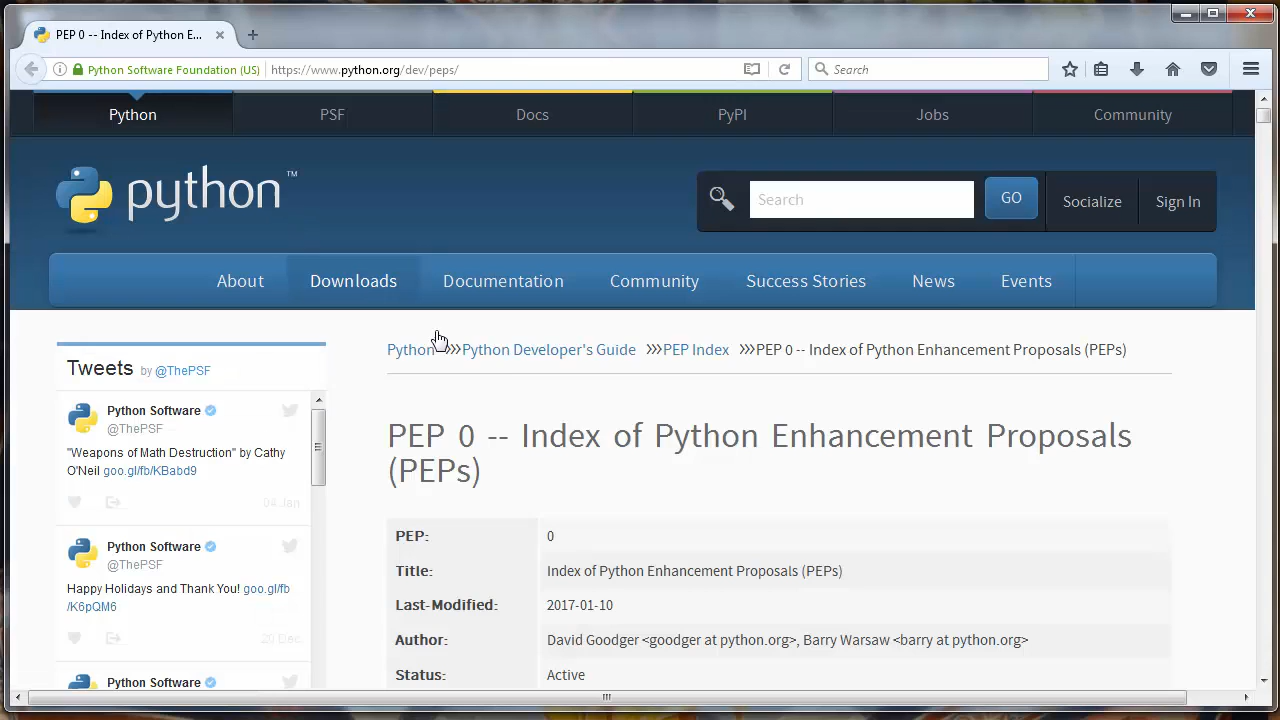 PEP 0 -- Index of Python E...
Python Software Foundation (US)
https://www.python.org/dev/peps/
Search
Python
PSF
Docs
PyPI
Jobs
Community
python™
Search
GO
Socialize
Sign In
About
Downloads
Documentation
Community
Success Stories
News
Events
Python
Python Developer's Guide
PEP Index
PEP 0 -- Index of Python Enhancement Proposals (PEPs)
Tweets by @ThePSF
Python Software
@ThePSF
"Weapons of Math Destruction" by Cathy
O'Neil goo.gl/fb/KBabd9
04 Jan
Python Software
@ThePSF
Happy Holidays and Thank You! goo.gl/fb
/K6pQM6
20 Dec
Python Software
PEP 0 -- Index of Python Enhancement Proposals
(PEPs)
PEP: 0
Title: Index of Python Enhancement Proposals (PEPs)
Last-Modified: 2017-01-10
Author: David Goodger <goodger at python.org>, Barry Warsaw <barry at python.org>
Status: Active